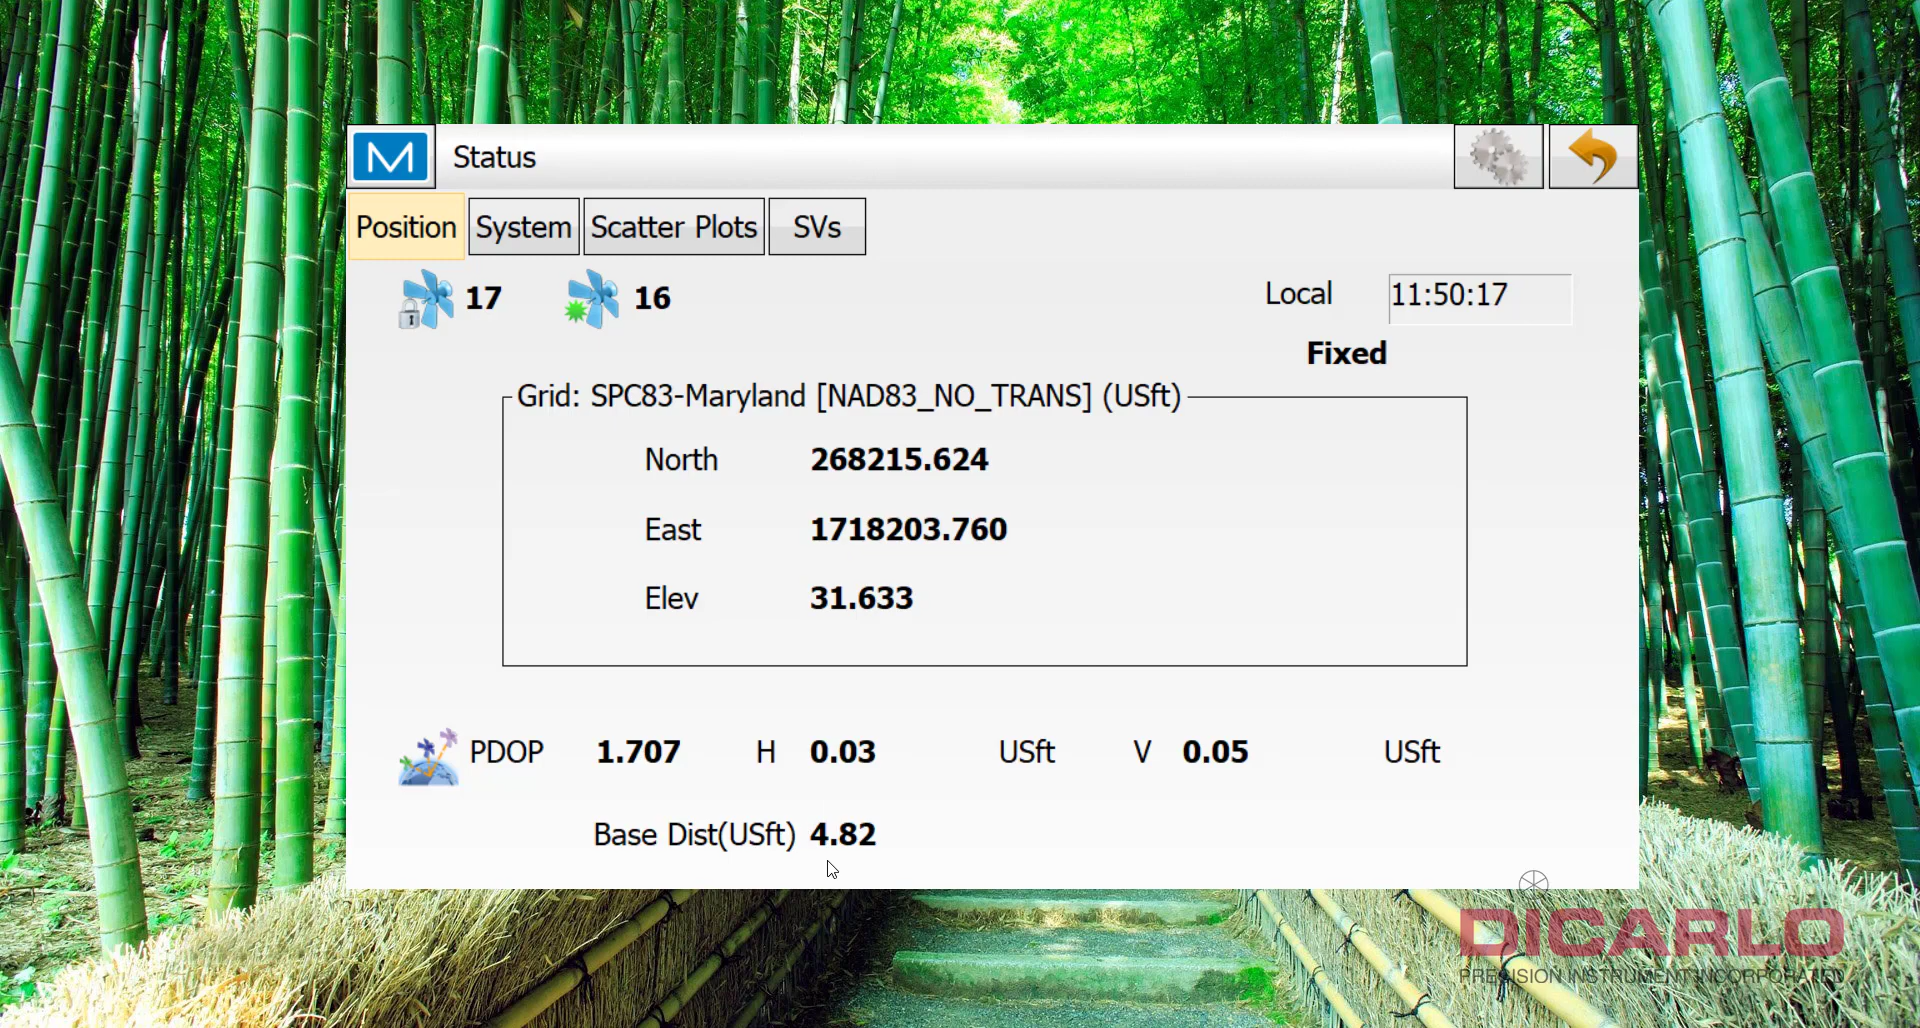 M Status
Position System Scatter Plots SVs
17 16 Local 11:50:17
Fixed
Grid: SPC83-Maryland [NAD83_NO_TRANS] (USft)
North 268215.624
East 1718203.760
Elev 31.633
PDOP 1.707 H 0.03 USft V 0.05 USft
Base Dist(USft) 4.82
DICARLO
PRECISION INSTRUMENT INCORPORATED